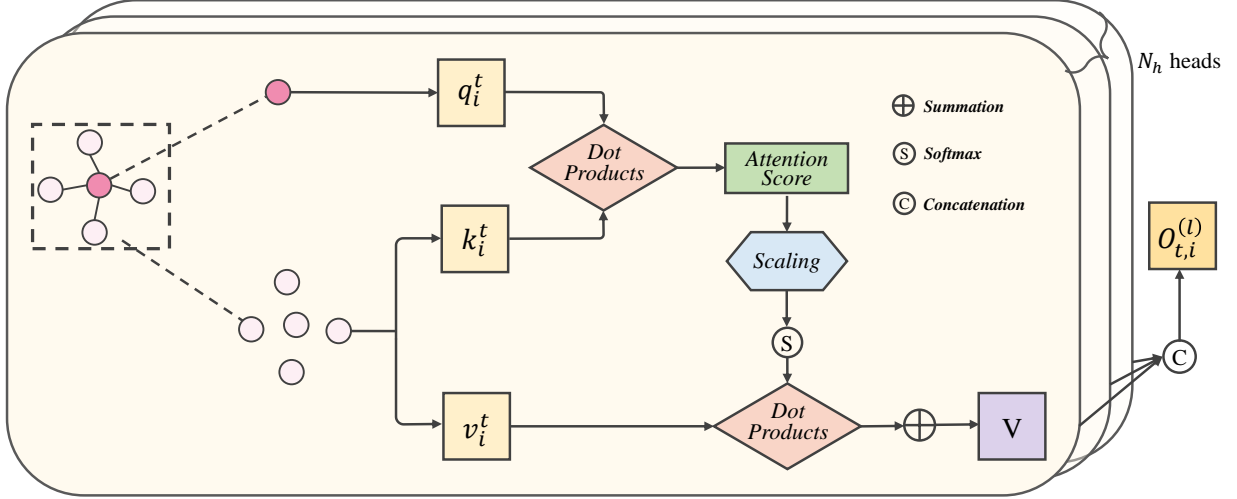 N_h heads
q_i^t
Summation
Dot
Products
Attention
Score
S Softmax
C Concatenation
k_i^t
Scaling
O_{t,i}^{(l)}
S
C
v_i^t
Dot
Products
V